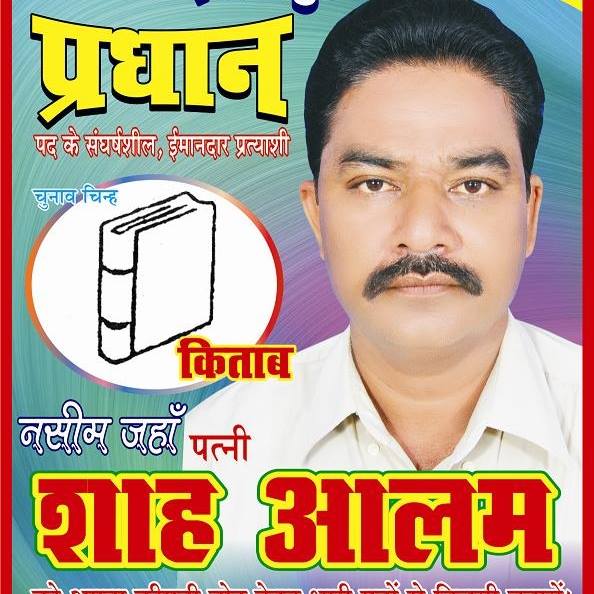 प्रधान
पद के संघर्षशील, ईमानदार प्रत्याशी
चुनाव चिन्ह
किताब
नसीम जहाँ पत्नी
शाह आलम